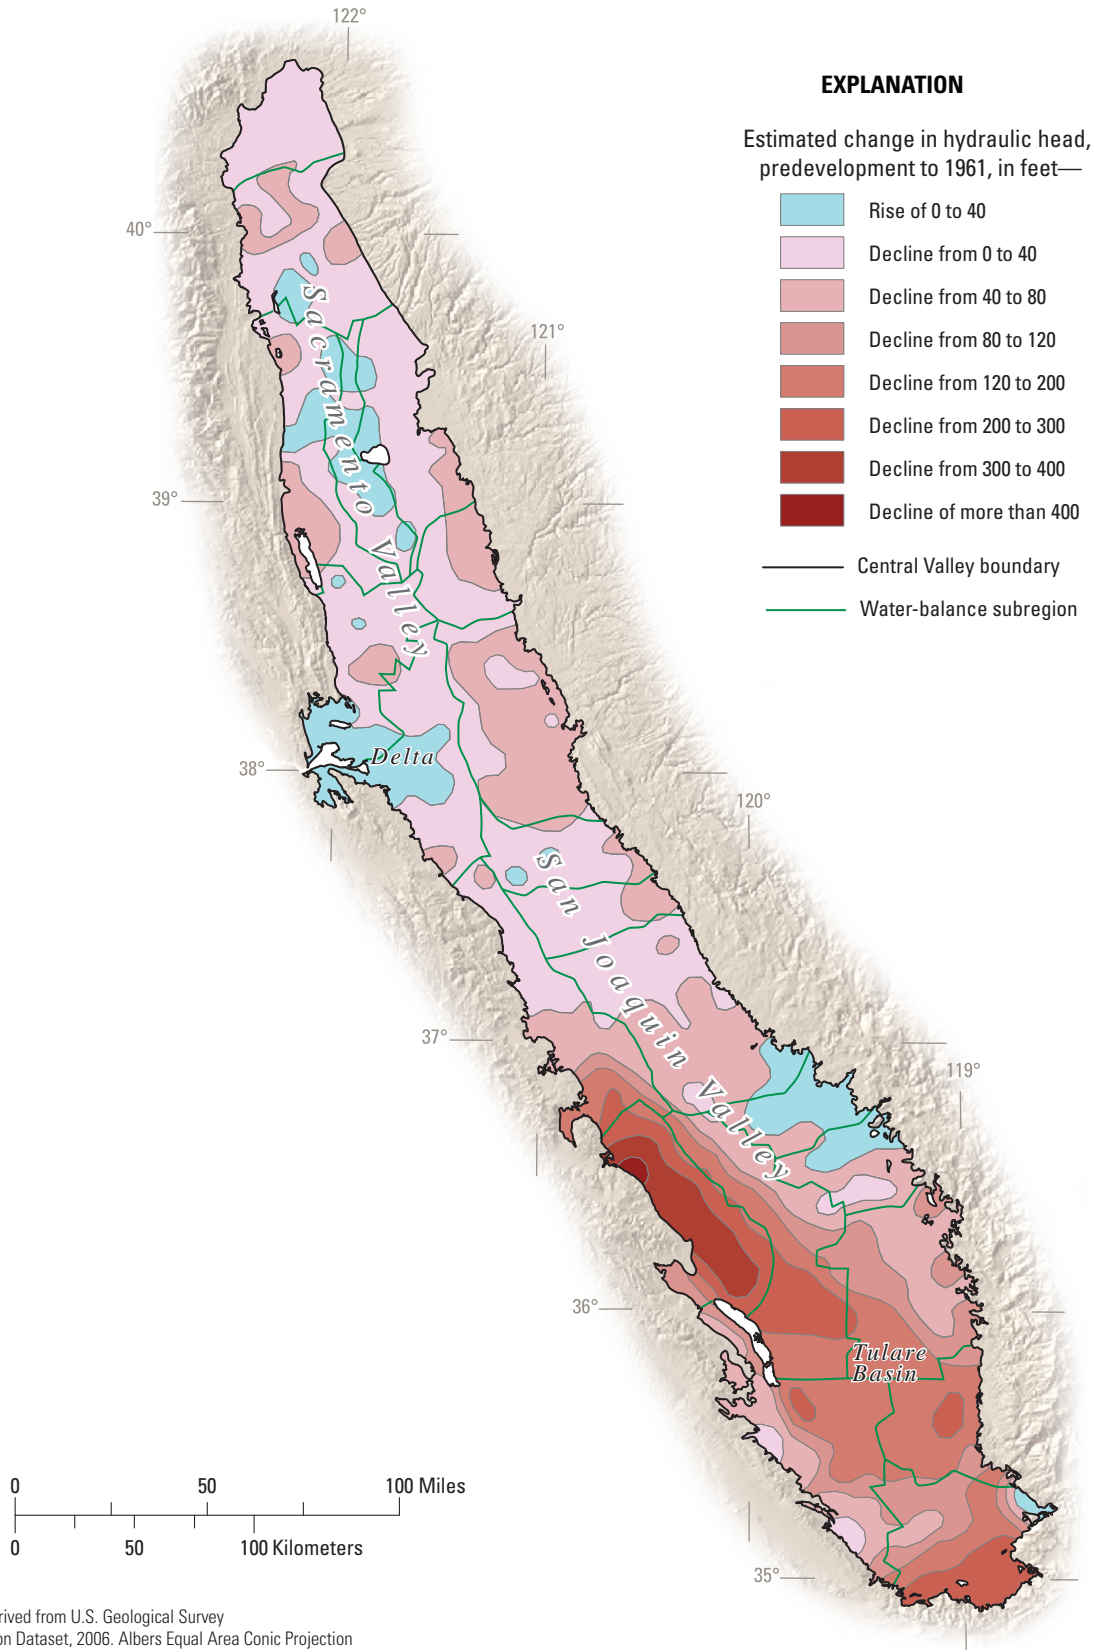 122°
EXPLANATION
Estimated change in hydraulic head,
predevelopment to 1961, in feet—
Rise of 0 to 40
Decline from 0 to 40
Decline from 40 to 80
Decline from 80 to 120
Decline from 120 to 200
Decline from 200 to 300
Decline from 300 to 400
Decline of more than 400
Central Valley boundary
Water-balance subregion
40°
121°
Sacramento Valley
39°
Delta
38°
120°
San Joaquin Valley
37°
119°
36°
Tulare
Basin
35°
0 50 100 Miles
0 50 100 Kilometers
rived from U.S. Geological Survey
on Dataset, 2006. Albers Equal Area Conic Projection